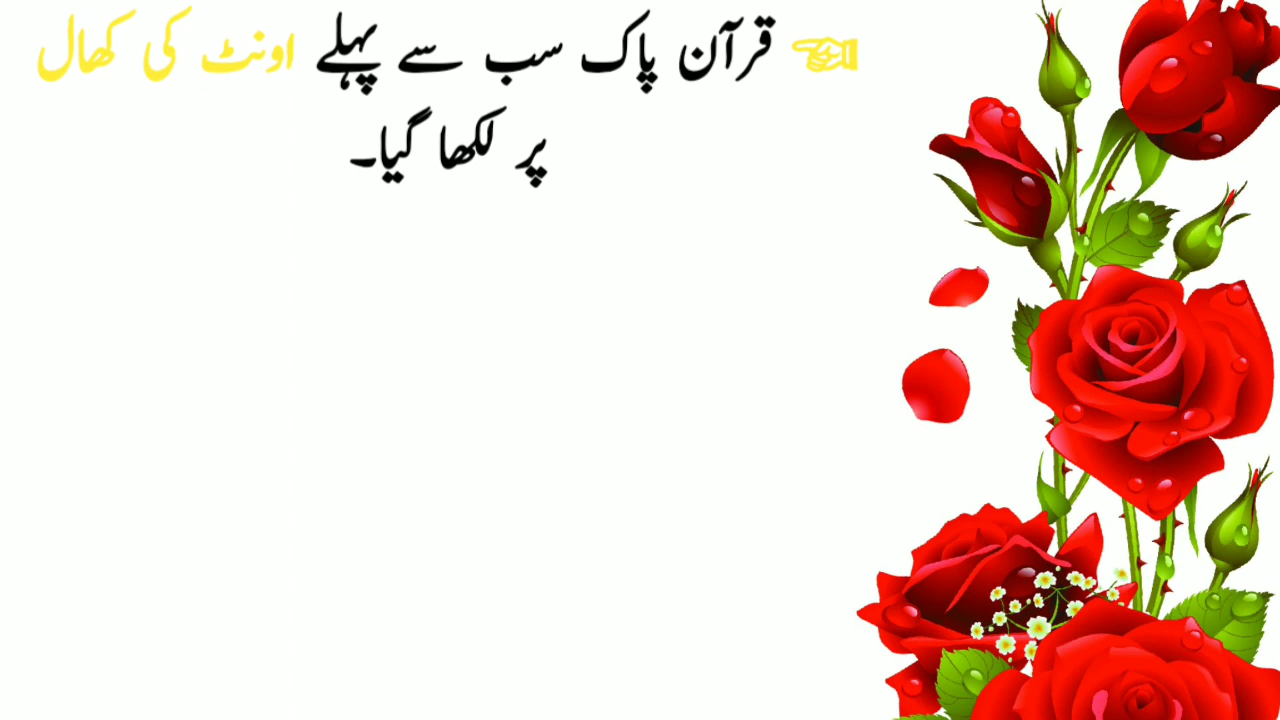 ☜ قرآن پاک سب سے پہلے اونٹ کی کھال
پر لکھا گیا۔